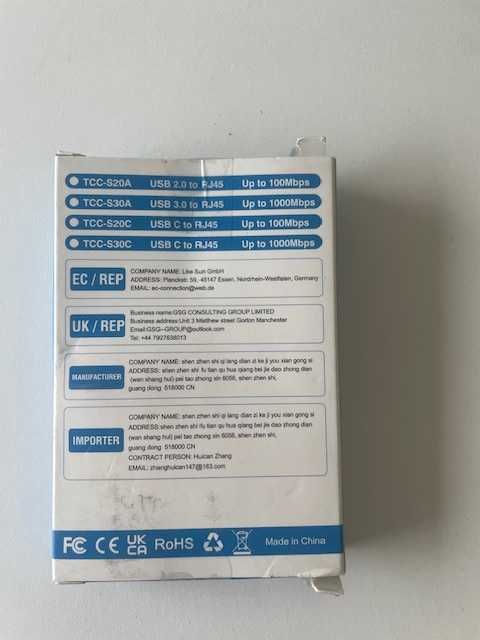 TCC-S20A USB 2.0 to RJ45 Up to 100Mbps
TCC-S30A USB 3.0 to RJ45 Up to 1000Mbps
TCC-S20C USB C to RJ45 Up to 100Mbps
TCC-S30C USB C to RJ45 Up to 1000Mbps
EC / REP
COMPANY NAME: Like Sun GmbH
ADDRESS: Planckstr. 59, 45147 Essen, Nordrhein-Westfalen, Germany
EMAIL: ec-connection@web.de
UK / REP
Business name:GSG CONSULTING GROUP LIMITED
Business address:Unit 3 Matthew street Gorton Manchester
Email:GSG-GROUP@outlook.com
Tel: +44 7927638013
MANUFACTURER
COMPANY NAME: shen zhen shi qi lang dian zi ke ji you xian gong si
ADDRESS: shen zhen shi fu tian qu hua qiang bei jie dao zhong dian
(wan shang hui) pei tao zhong xin 6056, shen zhen shi,
guang dong 518000 CN
IMPORTER
COMPANY NAME: shen zhen shi qi lang dian zi ke ji you xian gong si
ADDRESS:shen zhen shi fu tian qu hua qiang bei jie dao zhong dian
(wan shang hui) pei tao zhong xin 6056, shen zhen shi,
guang dong 518000 CN
CONTRACT PERSON: Huican Zhang
EMAIL: zhanghuican147@163.com
FC CE UK CA RoHS Made in China